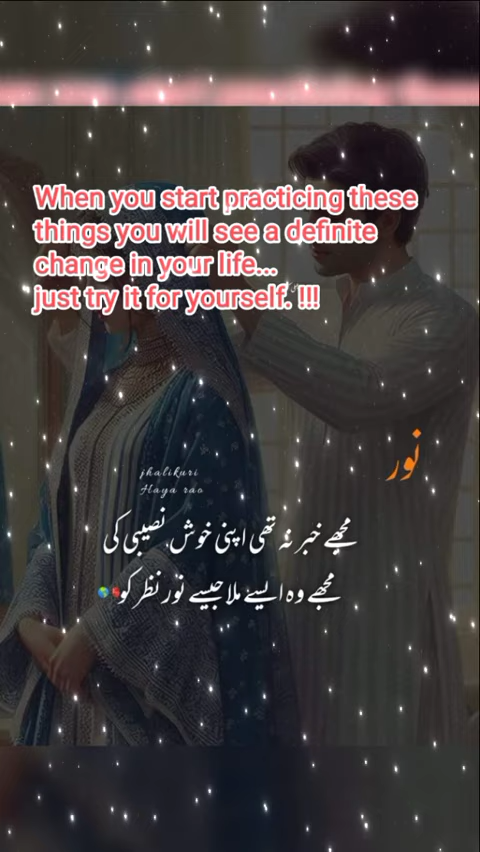 When you start practicing these
things you will see a definite
change in your life...
just try it for yourself. !!!
نور
jhalikuri
Haya rao
مجھے خبر نہ تھی اپنی خوش نصیبی کی
مجھے وہ ایسے ملا جیسے نور نظر کو